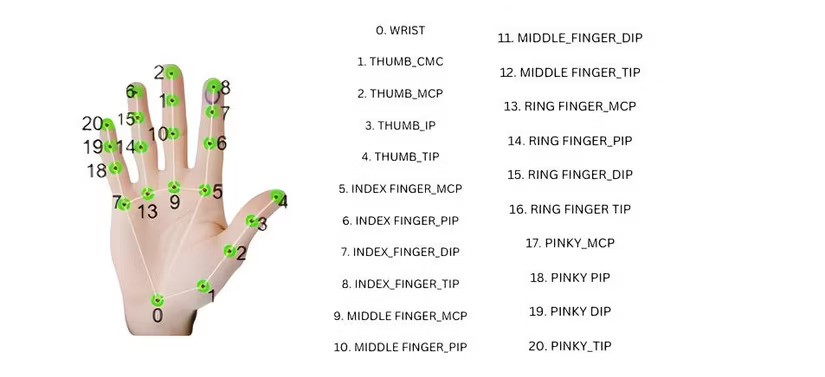 2
6
8
1
7
20
15
10
19
14
6
18
7
13
9
5
4
3
2
1
0
0. WRIST
1. THUMB_CMC
2. THUMB_MCP
3. THUMB_IP
4. THUMB_TIP
5. INDEX FINGER_MCP
6. INDEX FINGER_PIP
7. INDEX_FINGER_DIP
8. INDEX_FINGER_TIP
9. MIDDLE FINGER_MCP
10. MIDDLE FINGER_PIP
11. MIDDLE_FINGER_DIP
12. MIDDLE FINGER_TIP
13. RING FINGER_MCP
14. RING FINGER_PIP
15. RING FINGER_DIP
16. RING FINGER TIP
17. PINKY_MCP
18. PINKY PIP
19. PINKY DIP
20. PINKY_TIP